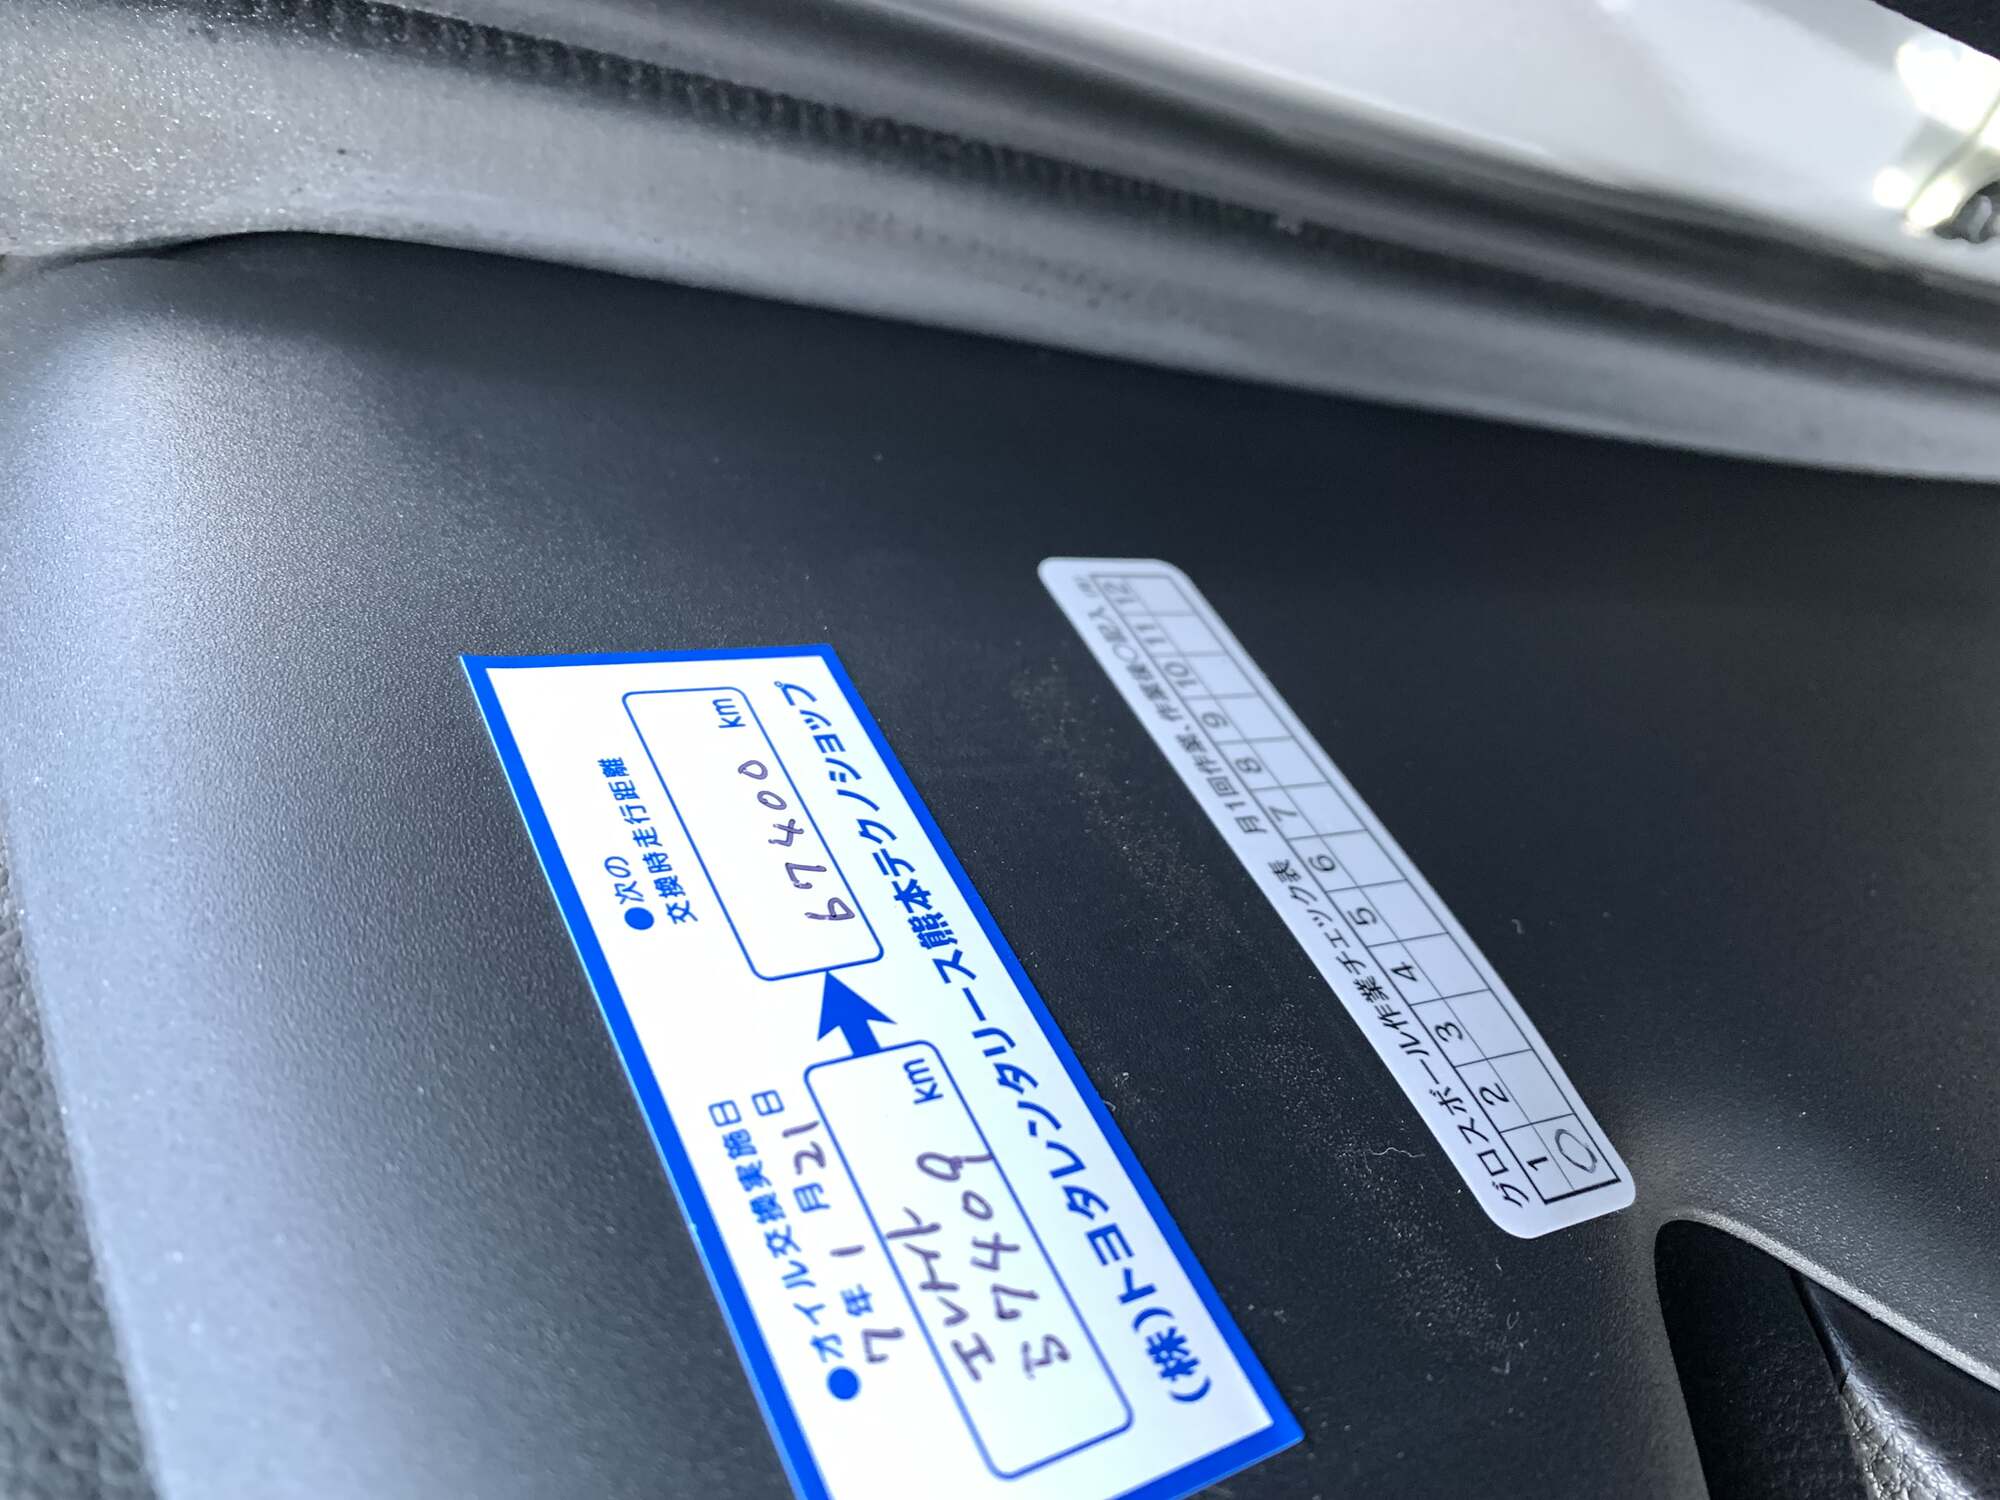 ●オイル交換実施日
7年 1 月21日
エレメント
57409 km
●次の
交換時走行距離
67400 km
(株)トヨタレンタリース熊本テクノショップ
グロスポール作業チェック表 月1回作業、作業後〇記入
1 2 3 4 5 6 7 8 9 10 11 12
〇